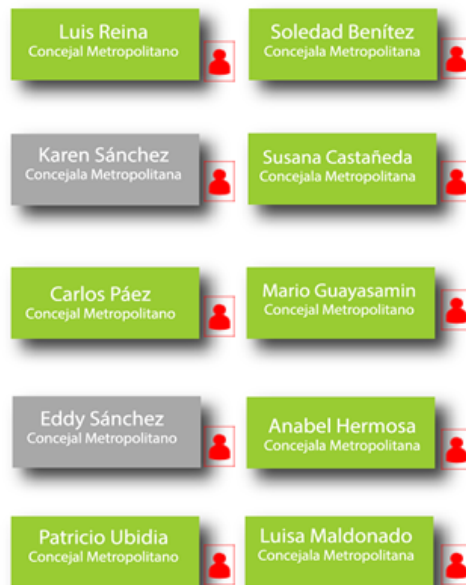 Luis Reina
Concejal Metropolitano
Soledad Benítez
Concejala Metropolitana
Karen Sánchez
Concejala Metropolitana
Susana Castañeda
Concejala Metropolitana
Carlos Páez
Concejal Metropolitano
Mario Guayasamin
Concejal Metropolitano
Eddy Sánchez
Concejal Metropolitano
Anabel Hermosa
Concejala Metropolitana
Patricio Ubidia
Concejal Metropolitano
Luisa Maldonado
Concejala Metropolitana